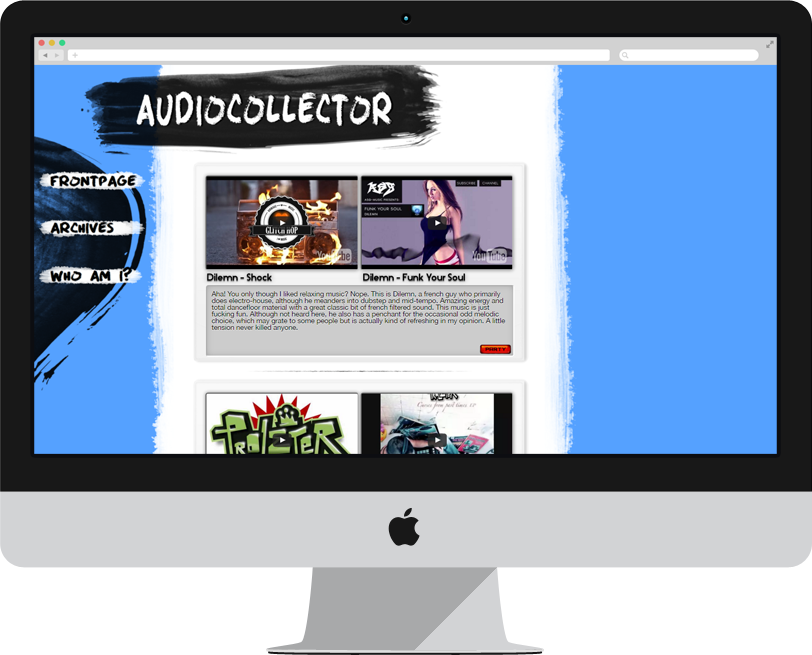 AUDIOCOLLECTOR
FRONTPAGE
ARCHIVES
WHO AM I?
GLITCH HOP
YouTube
KSB MUSIC PRESENTS
SUBSCRIBE
CHANNEL
FUNK YOUR SOUL
DILEMN
YouTube
Dilemn - Shock
Dilemn - Funk Your Soul
Aha! You only though I liked relaxing music? Nope. This is Dilemn, a french guy who primarily
does electro-house, although he meanders into dubstep and mid-tempo. Amazing energy and
total dancefloor material with a great classic bit of french filtered sound. This music is just
fucking fun. Although not heard here, he also has a penchant for the occasional odd melodic
choice, which may grate to some people but is actually kind of refreshing in my opinion. A little
tension never killed anyone.
PARTY
PROLETER